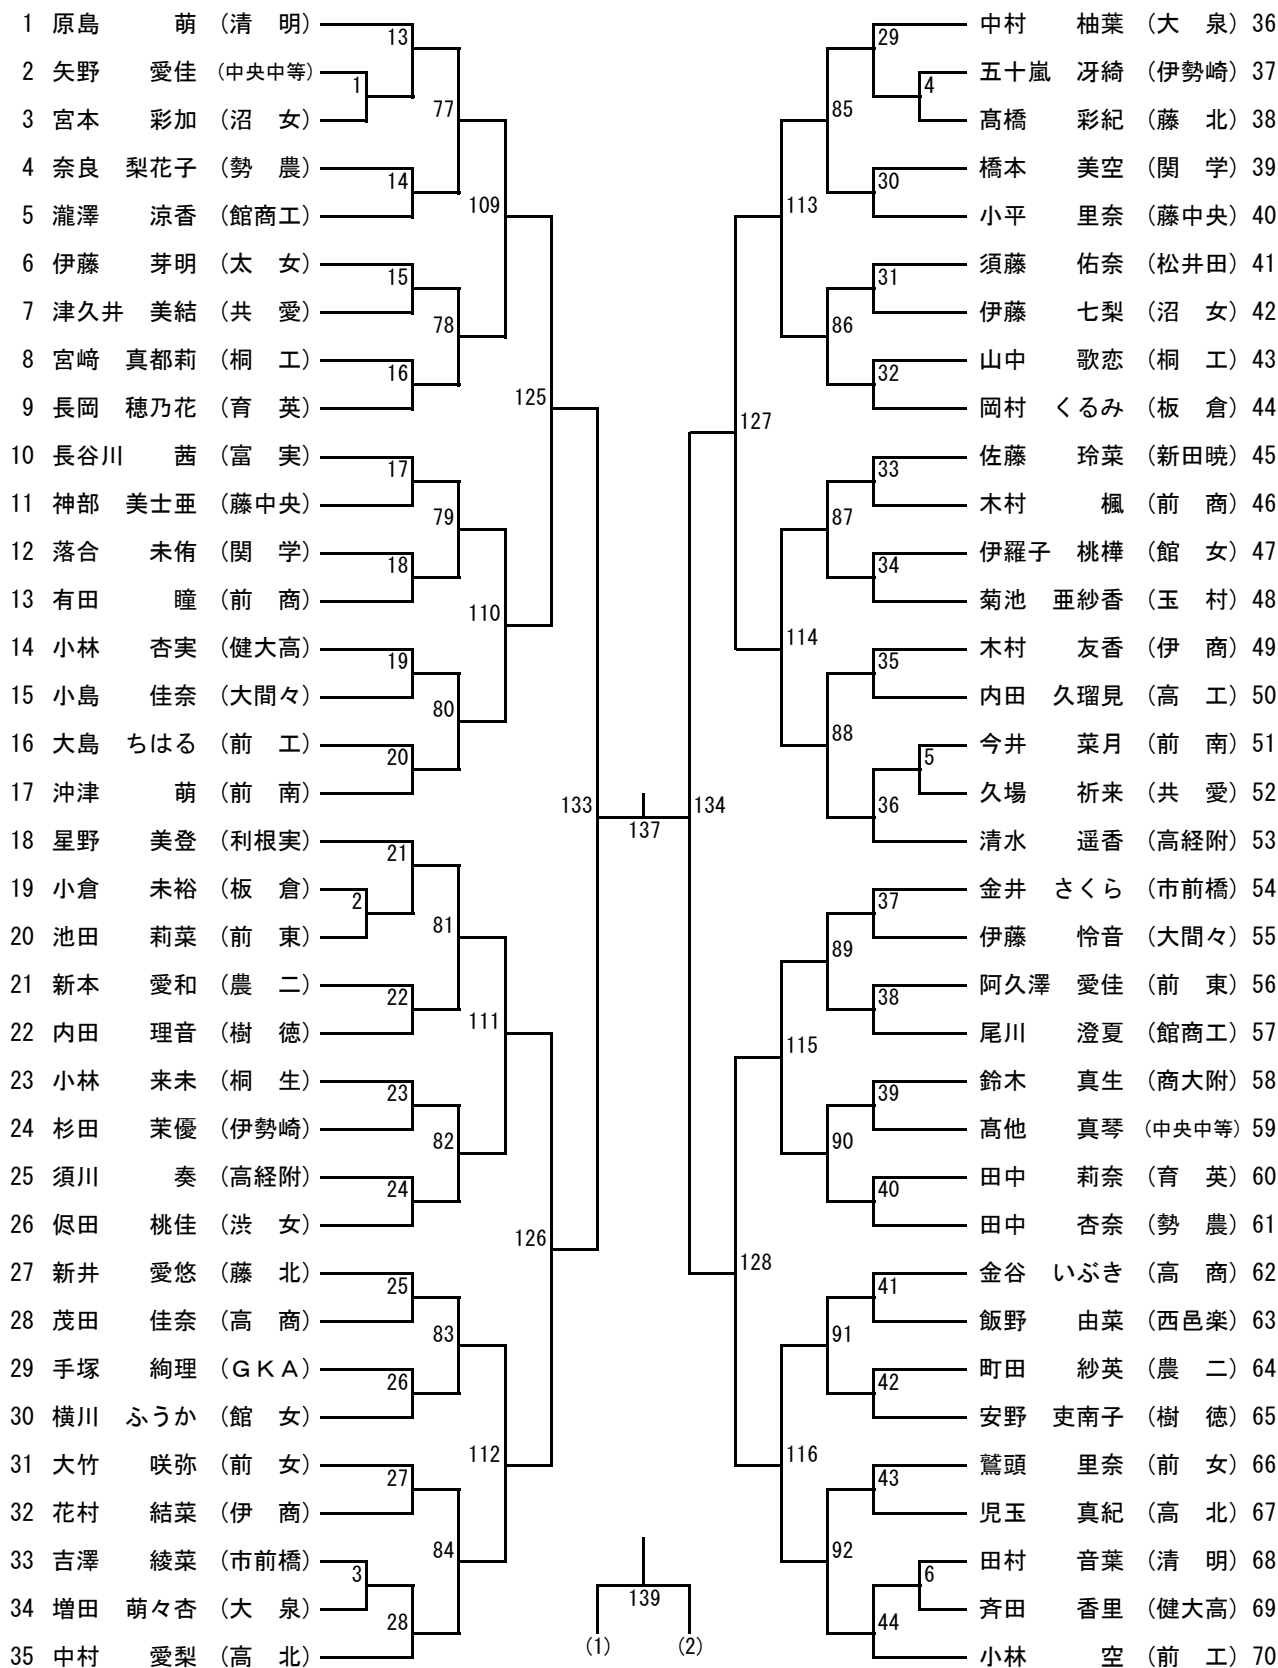 1 原島 萌 (清 明)
2 矢野 愛佳 (中央中等)
3 宮本 彩加 (沼 女)
4 奈良 梨花子 (勢 農)
5 瀧澤 涼香 (館商工)
6 伊藤 芽明 (太 女)
7 津久井 美結 (共 愛)
8 宮﨑 真都莉 (桐 工)
9 長岡 穂乃花 (育 英)
10 長谷川 茜 (富 実)
11 神部 美士亜 (藤中央)
12 落合 未侑 (関 学)
13 有田 瞳 (前 商)
14 小林 杏実 (健大高)
15 小島 佳奈 (大間々)
16 大島 ちはる (前 工)
17 沖津 萌 (前 南)
18 星野 美登 (利根実)
19 小倉 未裕 (板 倉)
20 池田 莉菜 (前 東)
21 新本 愛和 (農 二)
22 内田 理音 (樹 徳)
23 小林 来未 (桐 生)
24 杉田 茉優 (伊勢崎)
25 須川 奏 (高経附)
26 侭田 桃佳 (渋 女)
27 新井 愛悠 (藤 北)
28 茂田 佳奈 (高 商)
29 手塚 絢理 (GKA)
30 横川 ふうか (館 女)
31 大竹 咲弥 (前 女)
32 花村 結菜 (伊 商)
33 吉澤 綾菜 (市前橋)
34 増田 萌々杏 (大 泉)
35 中村 愛梨 (高 北)
1
2
3
13
14
15
16
17
18
19
20
21
22
23
24
25
26
27
28
77
78
79
80
81
82
83
84
109
110
111
112
125
126
133
137
134
139
(1) (2)
127
128
113
114
115
116
85
86
87
88
89
90
91
92
29
30
31
32
33
34
35
36
37
38
39
40
41
42
43
44
4
5
6
中村 柚葉 (大 泉) 36
五十嵐 冴綺 (伊勢崎) 37
髙橋 彩紀 (藤 北) 38
橋本 美空 (関 学) 39
小平 里奈 (藤中央) 40
須藤 佑奈 (松井田) 41
伊藤 七梨 (沼 女) 42
山中 歌恋 (桐 工) 43
岡村 くるみ (板 倉) 44
佐藤 玲菜 (新田暁) 45
木村 楓 (前 商) 46
伊羅子 桃樺 (館 女) 47
菊池 亜紗香 (玉 村) 48
木村 友香 (伊 商) 49
内田 久瑠見 (高 工) 50
今井 菜月 (前 南) 51
久場 祈来 (共 愛) 52
清水 遥香 (高経附) 53
金井 さくら (市前橋) 54
伊藤 怜音 (大間々) 55
阿久澤 愛佳 (前 東) 56
尾川 澄夏 (館商工) 57
鈴木 真生 (商大附) 58
髙他 真琴 (中央中等) 59
田中 莉奈 (育 英) 60
田中 杏奈 (勢 農) 61
金谷 いぶき (高 商) 62
飯野 由菜 (西邑楽) 63
町田 紗英 (農 二) 64
安野 吏南子 (樹 徳) 65
鷲頭 里奈 (前 女) 66
児玉 真紀 (高 北) 67
田村 音葉 (清 明) 68
斉田 香里 (健大高) 69
小林 空 (前 工) 70